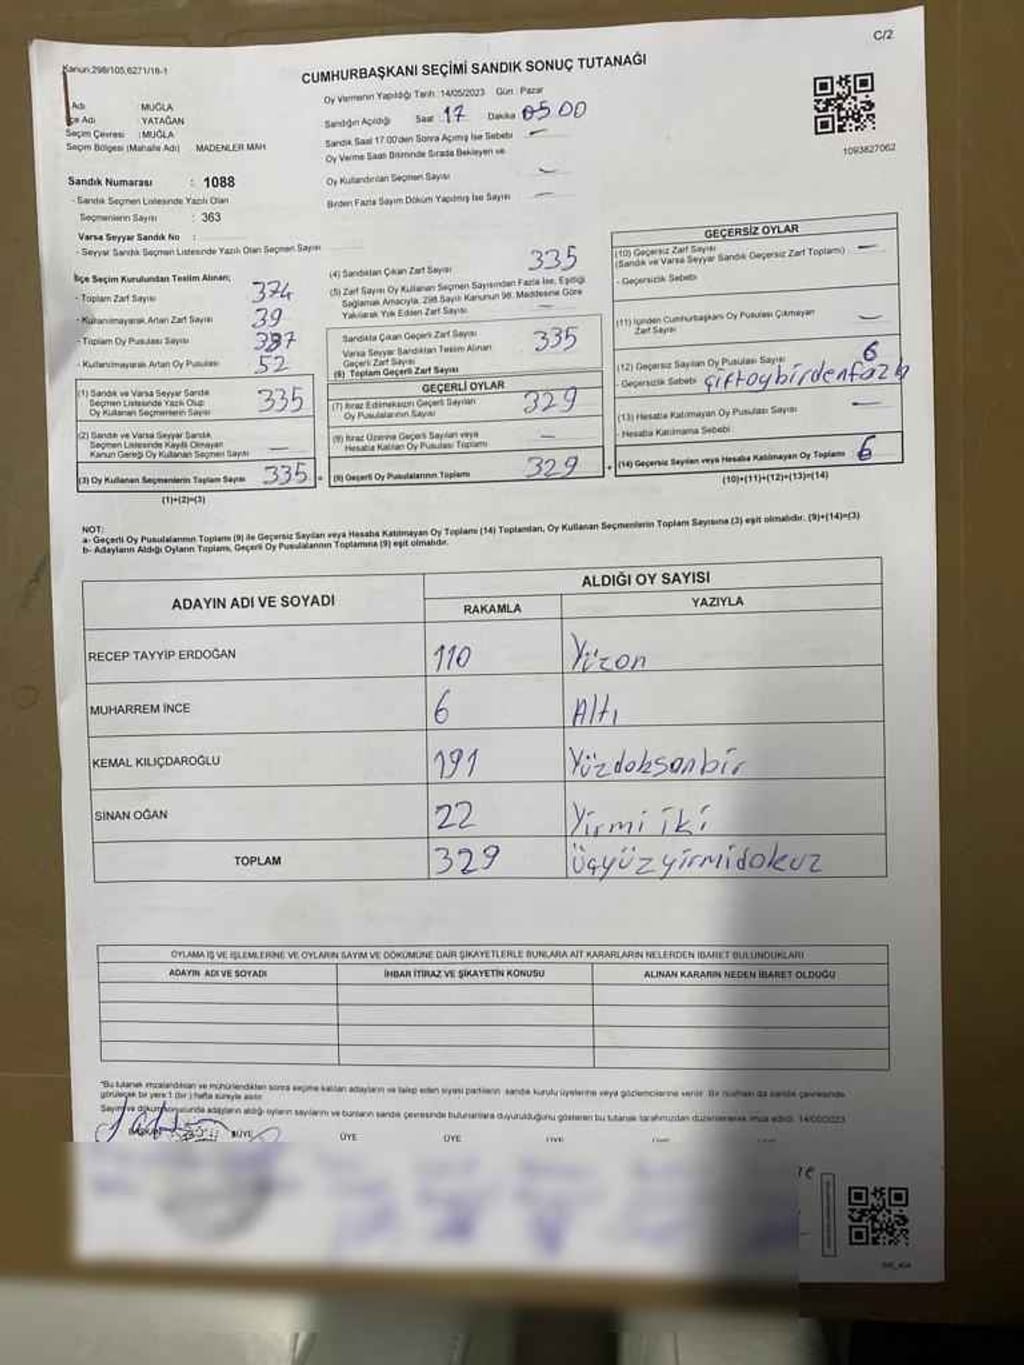 C/2
Kanun:298/105,6271/18-1
CUMHURBAŞKANI SEÇİMİ SANDIK SONUÇ TUTANAĞI
Oy Vermenin Yapıldığı Tarih :14/05/2023 Gün : Pazar
Adı MUĞLA
İlçe Adı YATAĞAN
Seçim Çevresi : MUĞLA
Seçim Bölgesi (Mahalle Adı) MADENLER MAH
Sandığın Açıldığı Saat 17 Dakika 05.00
Sandık Saat 17.00'den Sonra Açılmış İse Sebebi —
Oy Verme Saati Bitiminde Sırada Bekleyen ve
Oy Kullandırılan Seçmen Sayısı —
Birden Fazla Sayım Döküm Yapılmış İse Sayısı —
1093827062
Sandık Numarası : 1088
- Sandık Seçmen Listesinde Yazılı Olan
Seçmenlerin Sayısı : 363
Varsa Seyyar Sandık No :
- Seyyar Sandık Seçmen Listesinde Yazılı Olan Seçmen Sayısı
İlçe Seçim Kurulundan Teslim Alınan;
- Toplam Zarf Sayısı 374
- Kullanılmayarak Artan Zarf Sayısı 39
- Toplam Oy Pusulası Sayısı 387
- Kullanılmayarak Artan Oy Pusulası 52
(1) Sandık ve Varsa Seyyar Sandık
Seçmen Listesinde Yazılı Olup
Oy Kullanan Seçmenlerin Sayısı 335
(2) Sandık ve Varsa Seyyar Sandık
Seçmen Listesinde Kayıtlı Olmayan
Kanun Gereği Oy Kullanan Seçmen Sayısı —
(3) Oy Kullanan Seçmenlerin Toplam Sayısı 335 =
(1)+(2)=(3)
(4) Sandıktan Çıkan Zarf Sayısı 335
(5) Zarf Sayısı Oy Kullanan Seçmen Sayısından Fazla İse, Eşitliği
Sağlamak Amacıyla, 298 Sayılı Kanunun 98. Maddesine Göre
Yakılarak Yok Edilen Zarf Sayısı —
Sandıkta Çıkan Geçerli Zarf Sayısı
Varsa Seyyar Sandıktan Teslim Alınan
Geçerli Zarf Sayısı
(6) Toplam Geçerli Zarf Sayısı 335
GEÇERLİ OYLAR
(7) İtiraz Edilmeksizin Geçerli Sayılan
Oy Pusulalarının Sayısı 329
(8) İtiraz Üzerine Geçerli Sayılan veya
Hesaba Katılan Oy Pusulası Toplamı —
(9) Geçerli Oy Pusulalarının Toplamı 329 +
GEÇERSİZ OYLAR
(10) Geçersiz Zarf Sayısı
(Sandık ve Varsa Seyyar Sandık Geçersiz Zarf Toplamı) —
- Geçersizlik Sebebi
(11) İçinden Cumhurbaşkanı Oy Pusulası Çıkmayan
Zarf Sayısı —
(12) Geçersiz Sayılan Oy Pusulası Sayısı 6
- Geçersizlik Sebebi çift oy birden fazla
(13) Hesaba Katılmayan Oy Pusulası Sayısı —
- Hesaba Katılmama Sebebi
(14) Geçersiz Sayılan veya Hesaba Katılmayan Oy Toplamı : 6
(10)+(11)+(12)+(13)=(14)
NOT:
a- Geçerli Oy Pusulalarının Toplamı (9) ile Geçersiz Sayılan veya Hesaba Katılmayan Oy Toplamı (14) Toplamları, Oy Kullanan Seçmenlerin Toplam Sayısına (3) eşit olmalıdır. (9)+(14)=(3)
b- Adayların Aldığı Oyların Toplamı, Geçerli Oy Pusulalarının Toplamına (9) eşit olmalıdır.
ADAYIN ADI VE SOYADI ALDIĞI OY SAYISI
RAKAMLA YAZIYLA
RECEP TAYYİP ERDOĞAN 110 Yüzon
MUHARREM İNCE 6 Altı
KEMAL KILIÇDAROĞLU 191 Yüzdoksanbir
SİNAN OĞAN 22 Yirmi iki
TOPLAM 329 Üçyüzyirmidokuz
OYLAMA İŞ VE İŞLEMLERİNE VE OYLARIN SAYIM VE DÖKÜMÜNE DAİR ŞİKAYETLERLE BUNLARA AİT KARARLARIN NELERDEN İBARET BULUNDUKLARI
ADAYIN ADI VE SOYADI İHBAR İTİRAZ VE ŞİKAYETİN KONUSU ALINAN KARARIN NEDEN İBARET OLDUĞU
"Bu tutanak imzalandıktan ve mühürlendikten sonra seçime katılan adayların ve talep eden siyasi partilerin sandık kurulu üyelerine veya gözlemcilerine verilir. Bir nüshası da sandık çevresinde
görülecek bir yere 1 (bir) hafta süreyle asılır.
Sayım ve döküm sonunda adayların aldığı oyların sayılarını ve bunların sandık çevresinde bulunanlara duyurulduğunu gösteren bu tutanak tarafımızdan düzenlenerek imza edildi. 14/05/2023
BAŞKAN ÜYE ÜYE ÜYE ÜYE ÜYE ÜYE